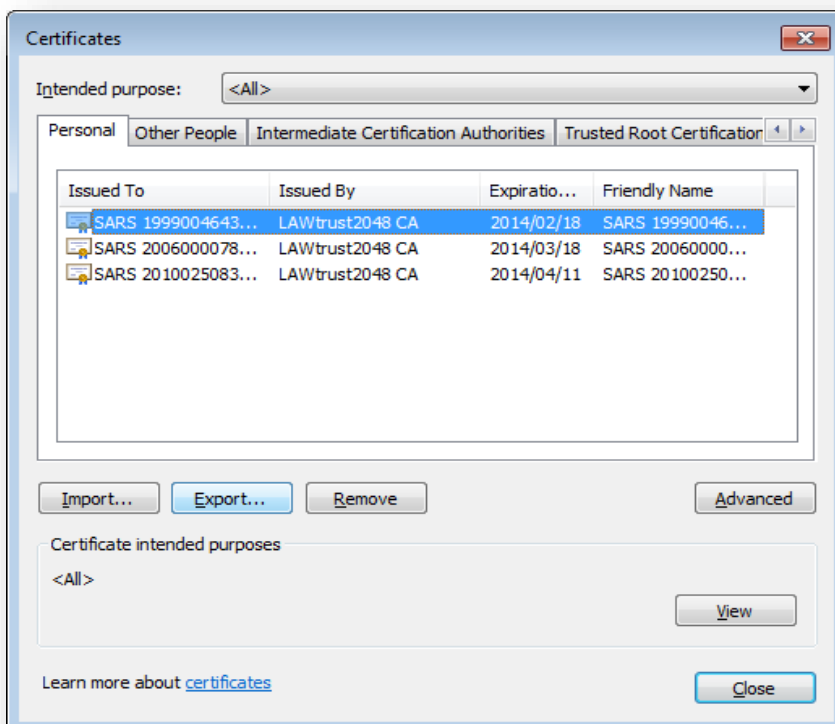 Certificates
Intended purpose: <All>
Personal Other People Intermediate Certification Authorities Trusted Root Certification
Issued To Issued By Expiratio... Friendly Name
SARS 1999004643... LAWtrust2048 CA 2014/02/18 SARS 19990046...
SARS 2006000078... LAWtrust2048 CA 2014/03/18 SARS 20060000...
SARS 2010025083... LAWtrust2048 CA 2014/04/11 SARS 20100250...
Import... Export... Remove Advanced
Certificate intended purposes
<All>
View
Learn more about certificates
Close